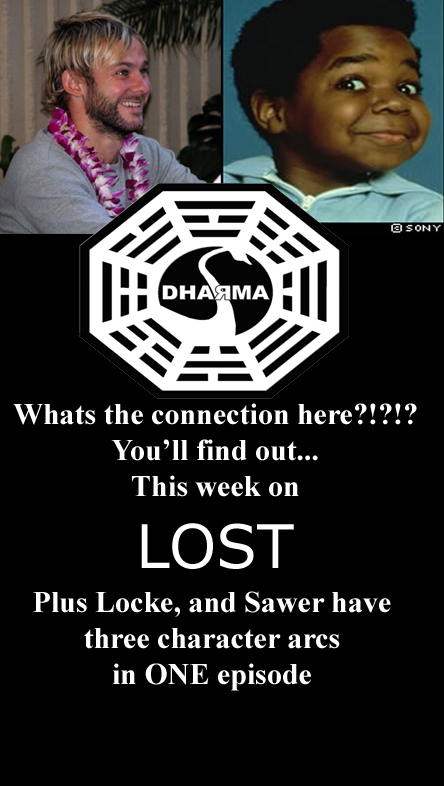 © SONY
DHARMA
Whats the connection here?!?!?
You’ll find out...
This week on
LOST
Plus Locke, and Sawer have
three character arcs
in ONE episode